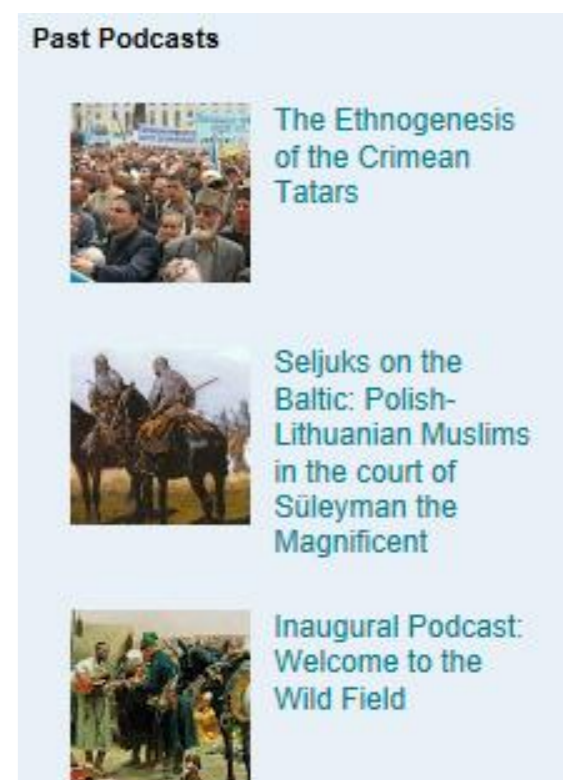 Past Podcasts
The Ethnogenesis
of the Crimean
Tatars
Seljuks on the
Baltic: Polish-
Lithuanian Muslims
in the court of
Süleyman the
Magnificent
Inaugural Podcast:
Welcome to the
Wild Field